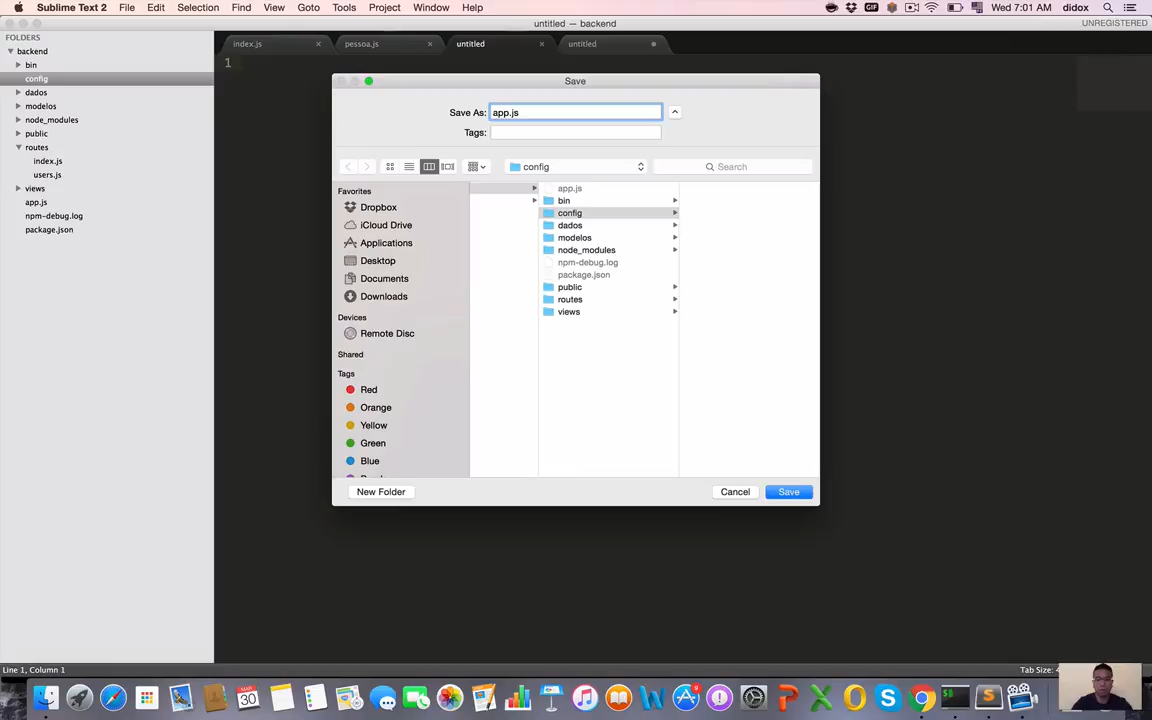 Sublime Text 2 File Edit Selection Find View Goto Tools Project Window Help GIF Wed 7:01 AM didox
untitled — backend UNREGISTERED
FOLDERS
backend
bin
config
dados
modelos
node_modules
public
routes
index.js
users.js
views
app.js
npm-debug.log
package.json
index.js × pessoa.js × untitled × untitled
1
Save
Save As: app.js
Tags:
config Search
Favorites
Dropbox
iCloud Drive
Applications
Desktop
Documents
Downloads
Devices
Remote Disc
Shared
Tags
Red
Orange
Yellow
Green
Blue
app.js
bin
config
dados
modelos
node_modules
npm-debug.log
package.json
public
routes
views
New Folder Cancel Save
Line 1, Column 1 Tab Size: